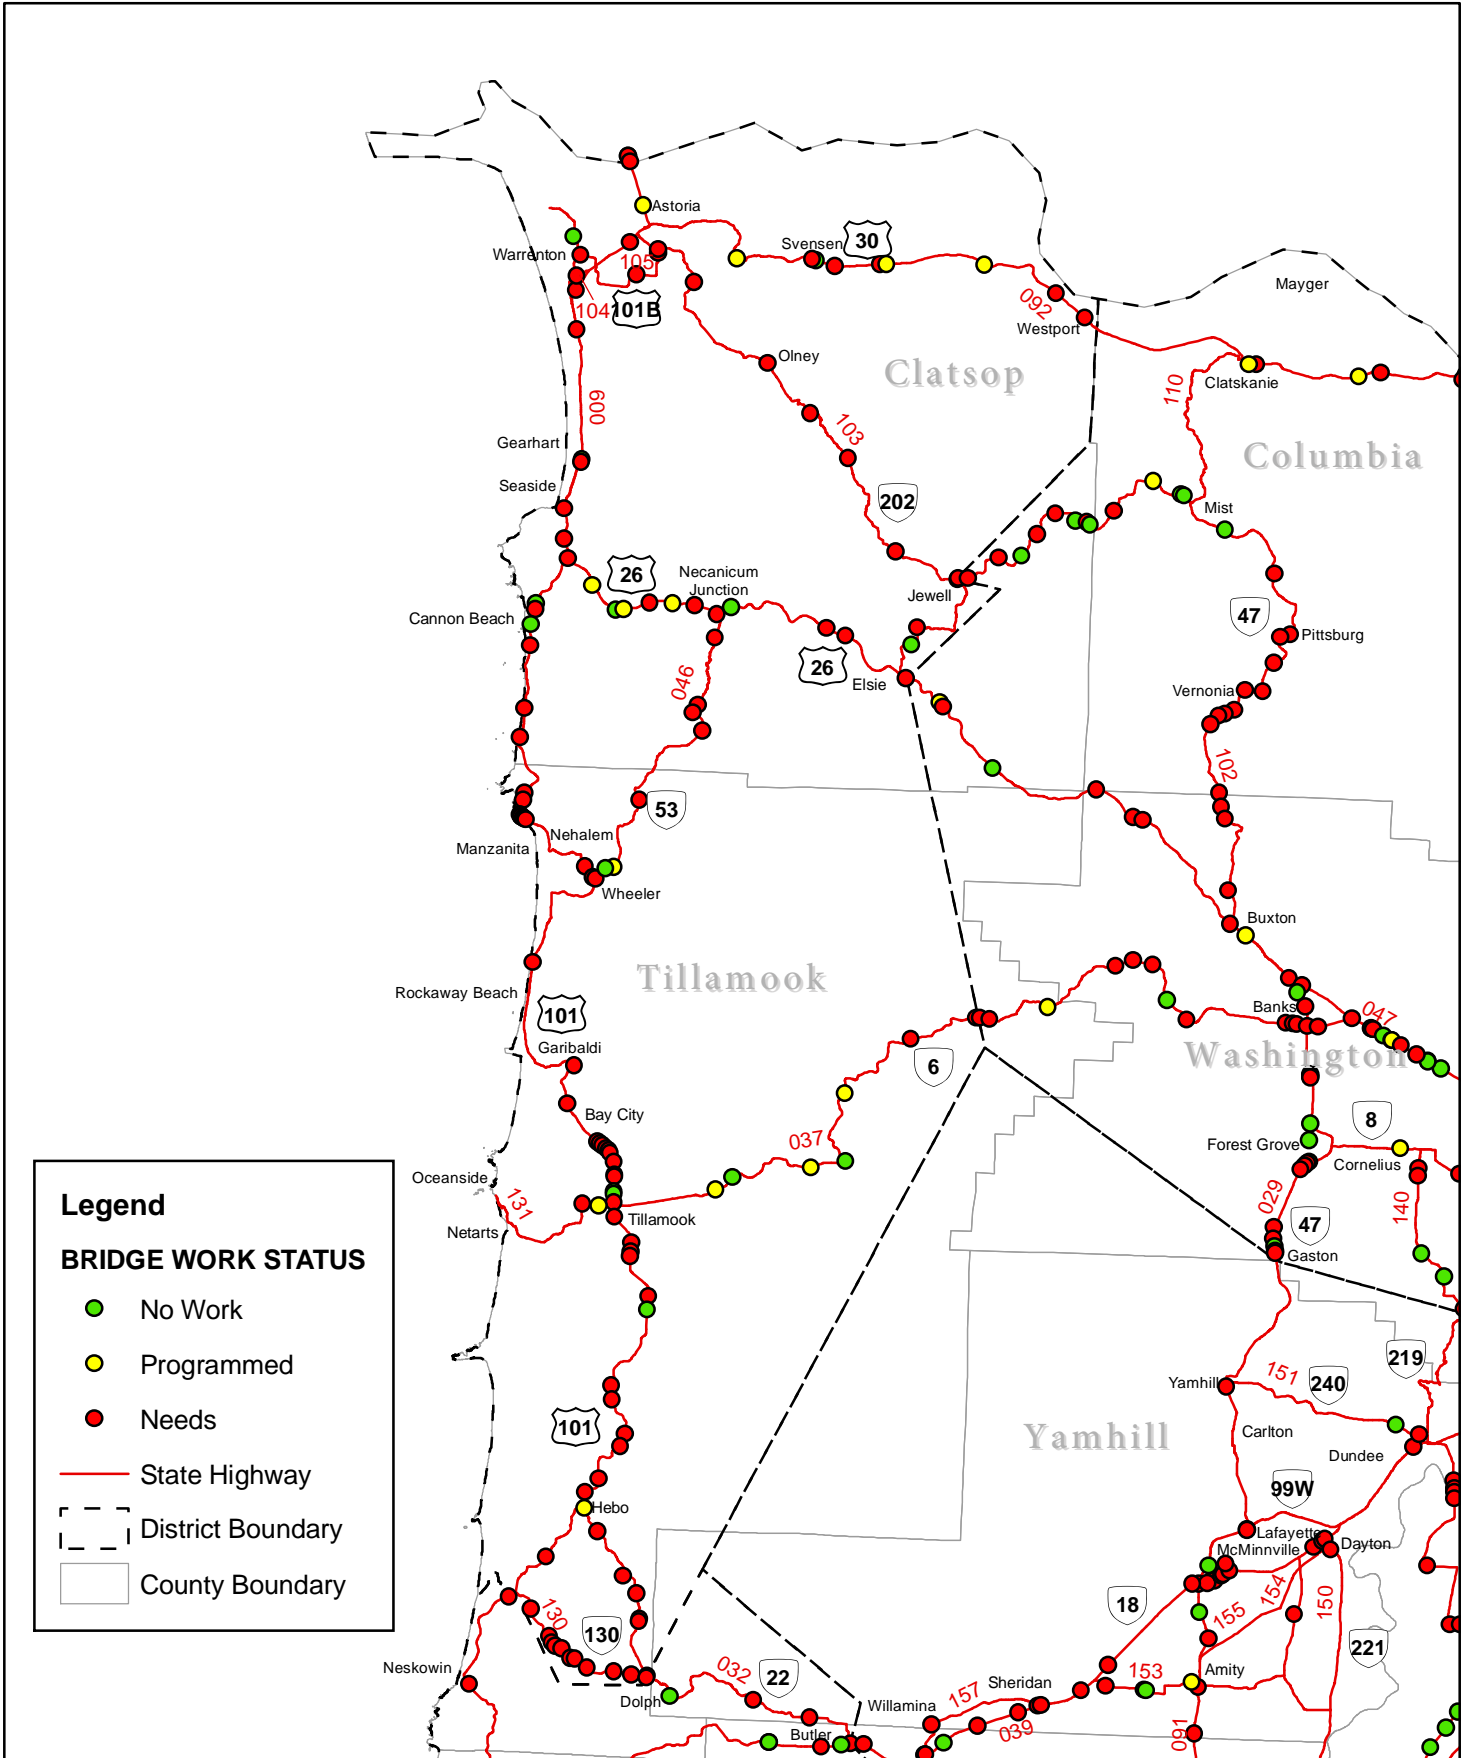 Astoria
Warrenton
105
104
101B
Svensen
30
092
Westport
Mayger
Olney
Clatsop
Clatskanie
110
009
103
Gearhart
Columbia
Seaside
202
Mist
26
Necanicum
Junction
Jewell
Cannon Beach
47
Pittsburg
26
Elsie
046
Vernonia
102
53
Nehalem
Manzanita
Wheeler
Buxton
Tillamook
Rockaway Beach
101
Banks
047
Garibaldi
Washington
6
Bay City
037
8
Forest Grove
Cornelius
Oceanside
131
029
140
Netarts
Tillamook
47
Gaston
Legend
BRIDGE WORK STATUS
No Work
Programmed
Needs
State Highway
District Boundary
County Boundary
219
Yamhill
151
240
101
Yamhill
Carlton
Dundee
99W
Hebo
Lafayette
McMinnville
Dayton
154
150
18
155
130
130
221
Neskowin
032
22
153
Amity
Sheridan
Dolph
Willamina
157
039
Butler
091